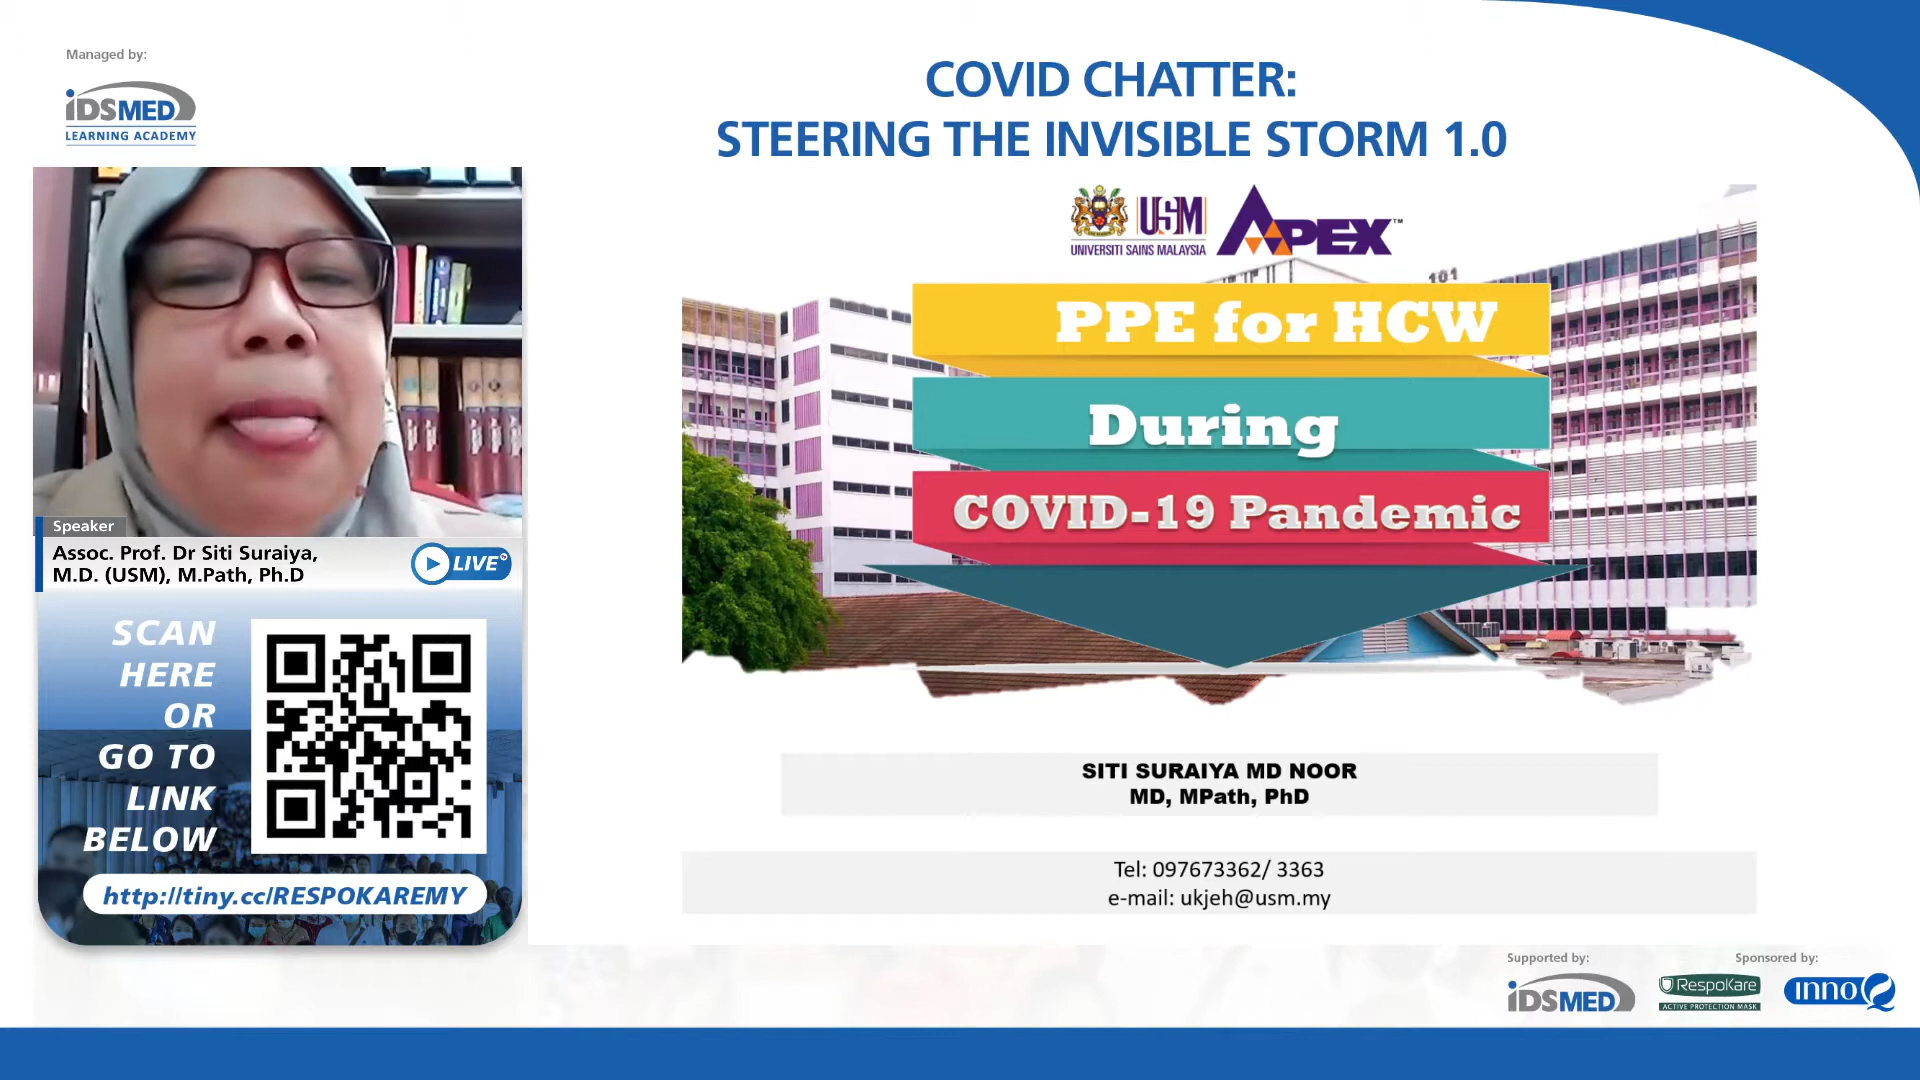 Managed by:
iDSMED
LEARNING ACADEMY
COVID CHATTER:
STEERING THE INVISIBLE STORM 1.0
USM
UNIVERSITI SAINS MALAYSIA
APEX™
101
PPE for HCW
During
COVID-19 Pandemic
Speaker
Assoc. Prof. Dr Siti Suraiya,
M.D. (USM), M.Path, Ph.D
LIVE
SCAN
HERE
OR
GO TO
LINK
BELOW
http://tiny.cc/RESPOKAREMY
SITI SURAIYA MD NOOR
MD, MPath, PhD
Tel: 097673362/ 3363
e-mail: ukjeh@usm.my
Supported by:
iDSMED
Sponsored by:
RespoKare
ACTIVE PROTECTION MASK
INNOQ